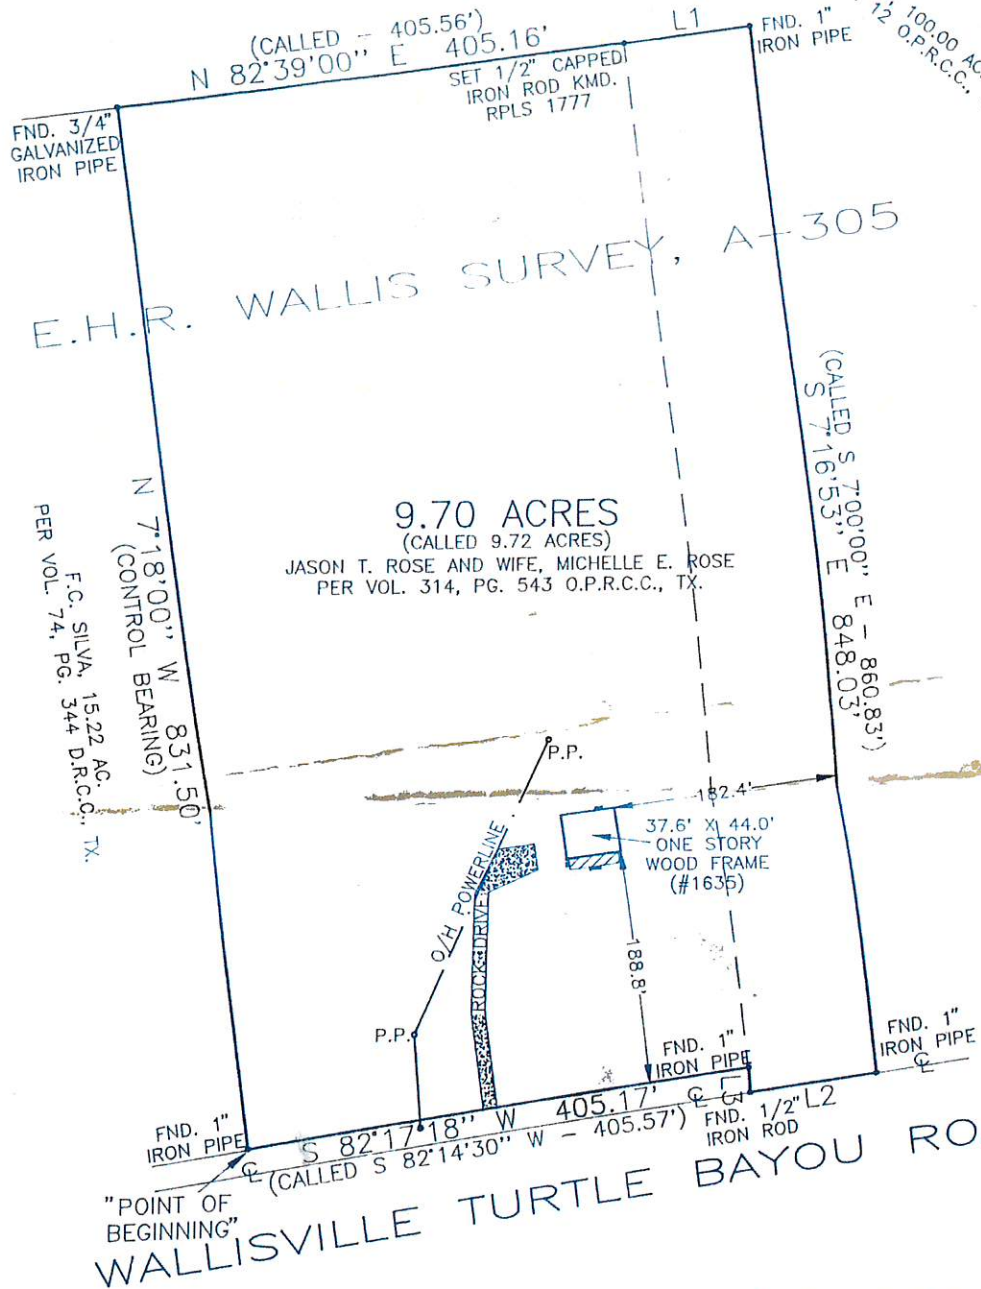 (CALLED - 405.56')
N 82°39'00" E 405.16'
L1
FND. 1"
IRON PIPE
100.00 AC.
12 O.P.R.C.C.,
SET 1/2" CAPPED
IRON ROD KMD.
RPLS 1777
FND. 3/4"
GALVANIZED
IRON PIPE
E.H.R. WALLIS SURVEY, A-305
(CALLED S 7°00'00" E - 860.83')
S 7°16'53" E 848.03'
N 7°18'00" W 831.50'
(CONTROL BEARING)
F.C. SILVA, 15.22 AC.
PER VOL. 74, PG. 344 D.R.C.C., TX.
9.70 ACRES
(CALLED 9.72 ACRES)
JASON T. ROSE AND WIFE, MICHELLE E. ROSE
PER VOL. 314, PG. 543 O.P.R.C.C., TX.
P.P.
182.4'
37.6' X 44.0'
ONE STORY
WOOD FRAME
(#1635)
O/H POWERLINE
ROCK DRIVE
188.8'
P.P.
FND. 1"
IRON PIPE
FND. 1"
IRON PIPE
℄
L3
L2
℄
FND. 1/2"
IRON ROD
FND. 1"
IRON PIPE
S 82°17'18" W 405.17'
℄
(CALLED S 82°14'30" W - 405.57')
"POINT OF
BEGINNING"
WALLISVILLE TURTLE BAYOU RO